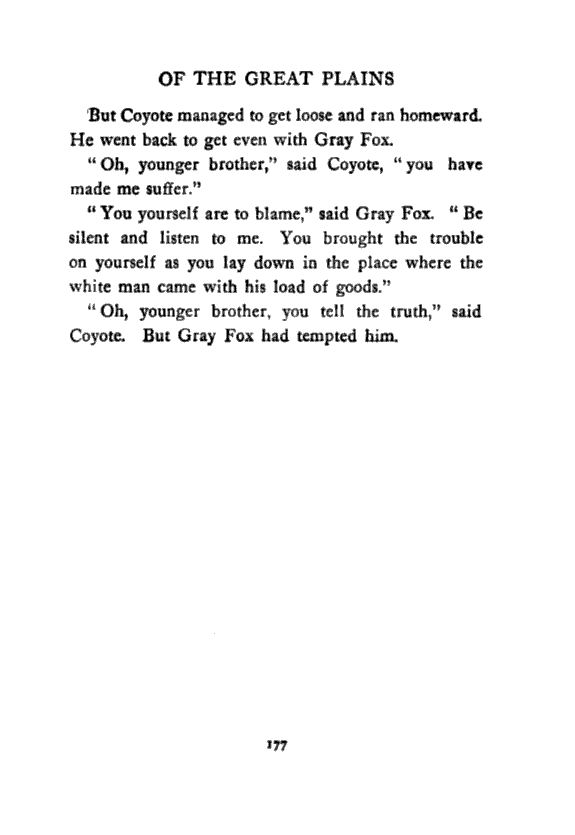 OF THE GREAT PLAINS
But Coyote managed to get loose and ran homeward.
He went back to get even with Gray Fox.
“ Oh, younger brother,” said Coyote, “ you have
made me suffer.”
“ You yourself are to blame,” said Gray Fox. “ Be
silent and listen to me. You brought the trouble
on yourself as you lay down in the place where the
white man came with his load of goods.”
“ Oh, younger brother, you tell the truth,” said
Coyote. But Gray Fox had tempted him.
177